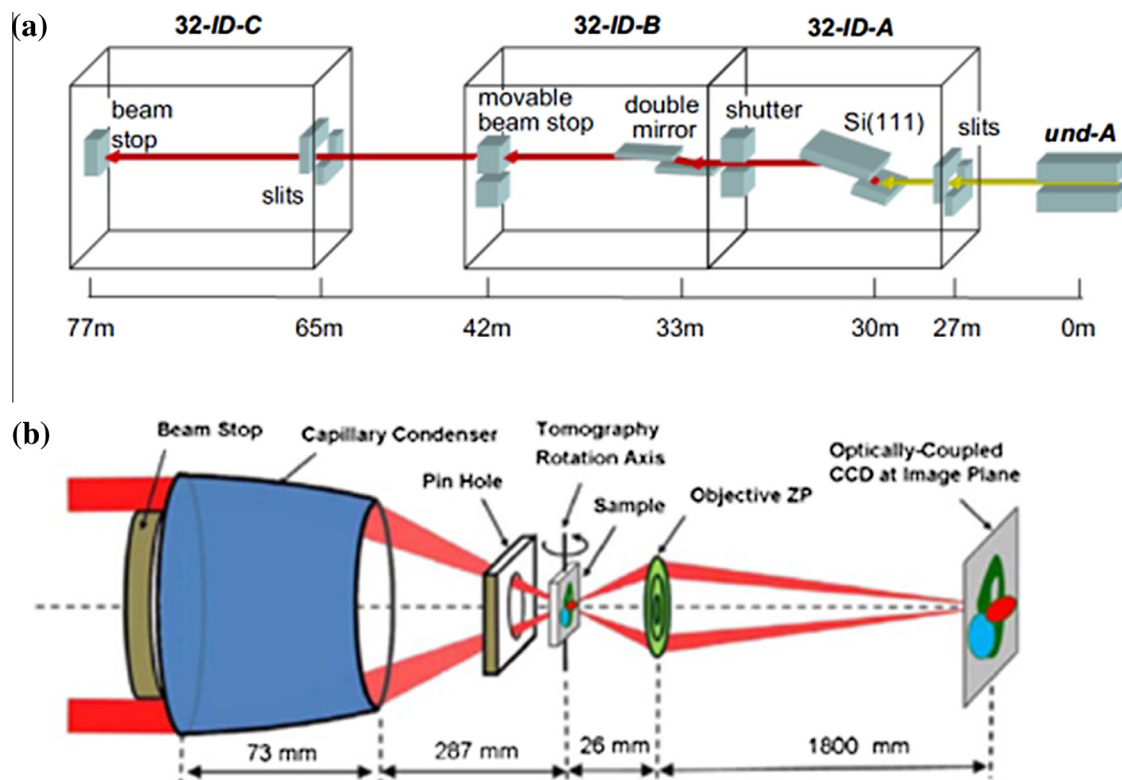 (a)
32-ID-C
32-ID-B
32-ID-A
beam
stop
slits
movable
beam stop
double
mirror
shutter
Si(111)
slits
und-A
77m
65m
42m
33m
30m
27m
0m
(b)
Beam Stop
Capillary Condenser
Pin Hole
Tomography
Rotation Axis
Sample
Objective ZP
Optically-Coupled
CCD at Image Plane
73 mm
287 mm
26 mm
1800 mm